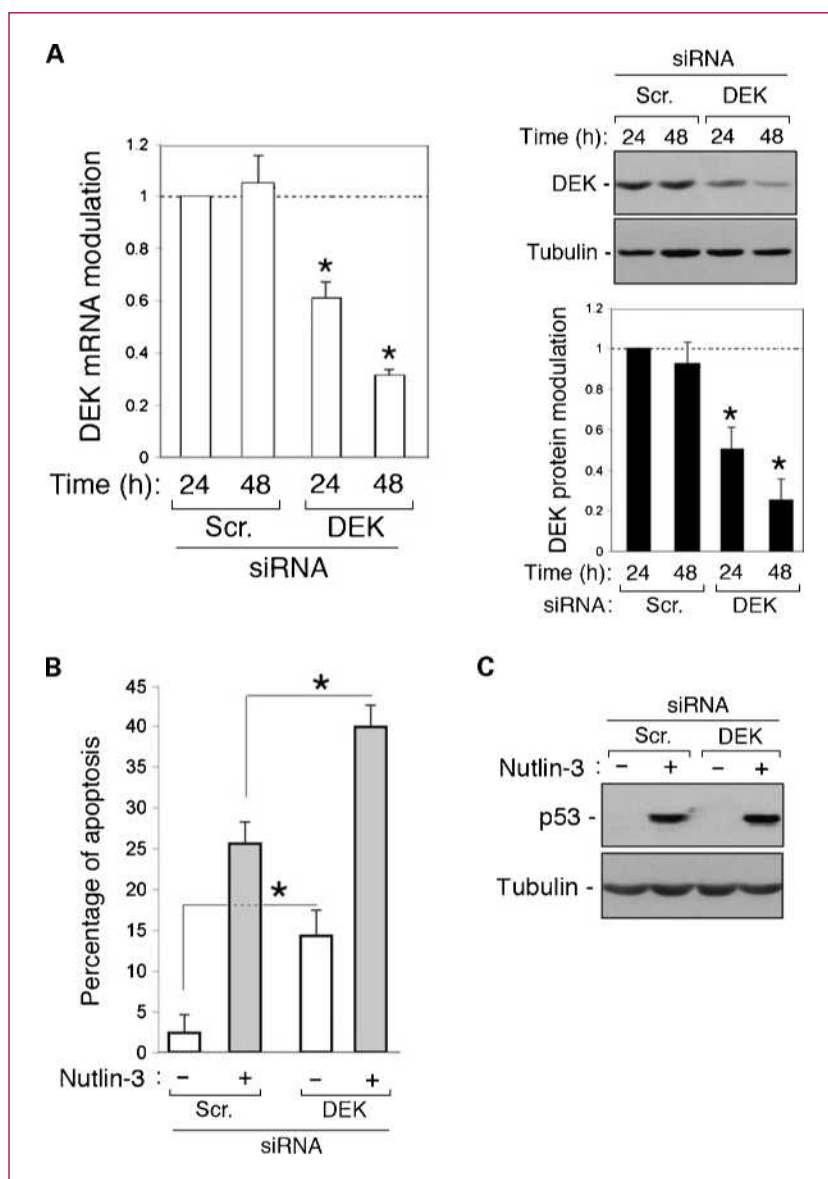 A
DEK mRNA modulation
1.2
1
0.8
0.6
0.4
0.2
0
*
*
Time (h): 24 48 24 48
Scr. DEK
siRNA
siRNA
Scr. DEK
Time (h): 24 48 24 48
DEK -
Tubulin -
DEK protein modulation
1.2
1
0.8
0.6
0.4
0.2
0
*
*
Time (h): 24 48 24 48
siRNA: Scr. DEK
B
Percentage of apoptosis
45
40
35
30
25
20
15
10
5
0
*
*
Nutlin-3 : – + – +
Scr. DEK
siRNA
C
siRNA
Scr. DEK
Nutlin-3 : – + – +
p53 -
Tubulin -